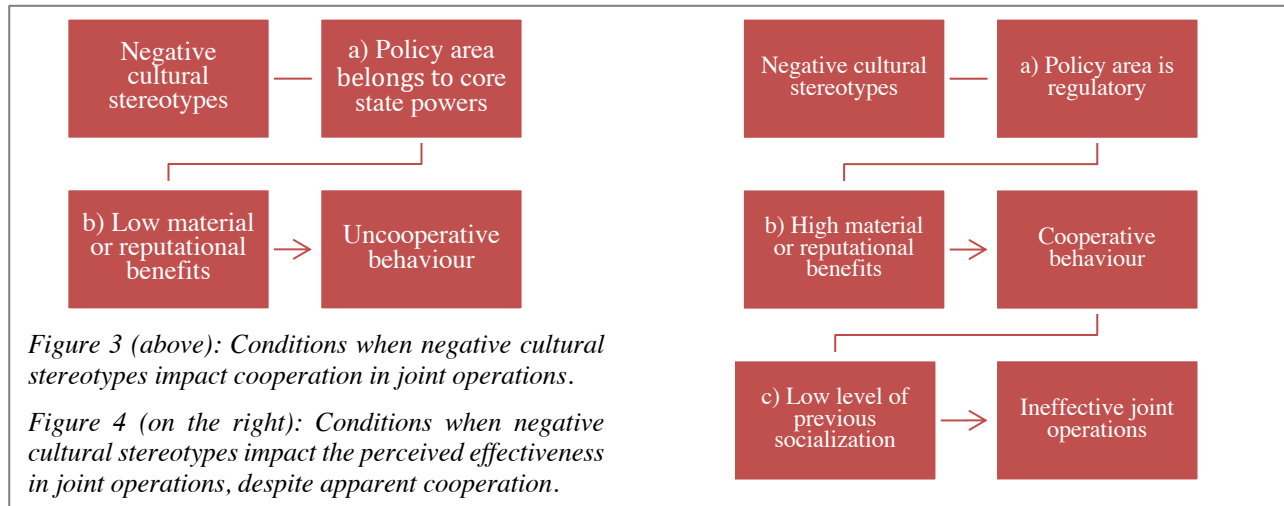 Negative
cultural
stereotypes
a) Policy area
belongs to core
state powers
b) Low material
or reputational
benefits
Uncooperative
behaviour
Figure 3 (above): Conditions when negative cultural
stereotypes impact cooperation in joint operations.
Figure 4 (on the right): Conditions when negative
cultural stereotypes impact the perceived effectiveness
in joint operations, despite apparent cooperation.
Negative cultural
stereotypes
a) Policy area is
regulatory
b) High material
or reputational
benefits
Cooperative
behaviour
c) Low level of
previous
socialization
Ineffective joint
operations